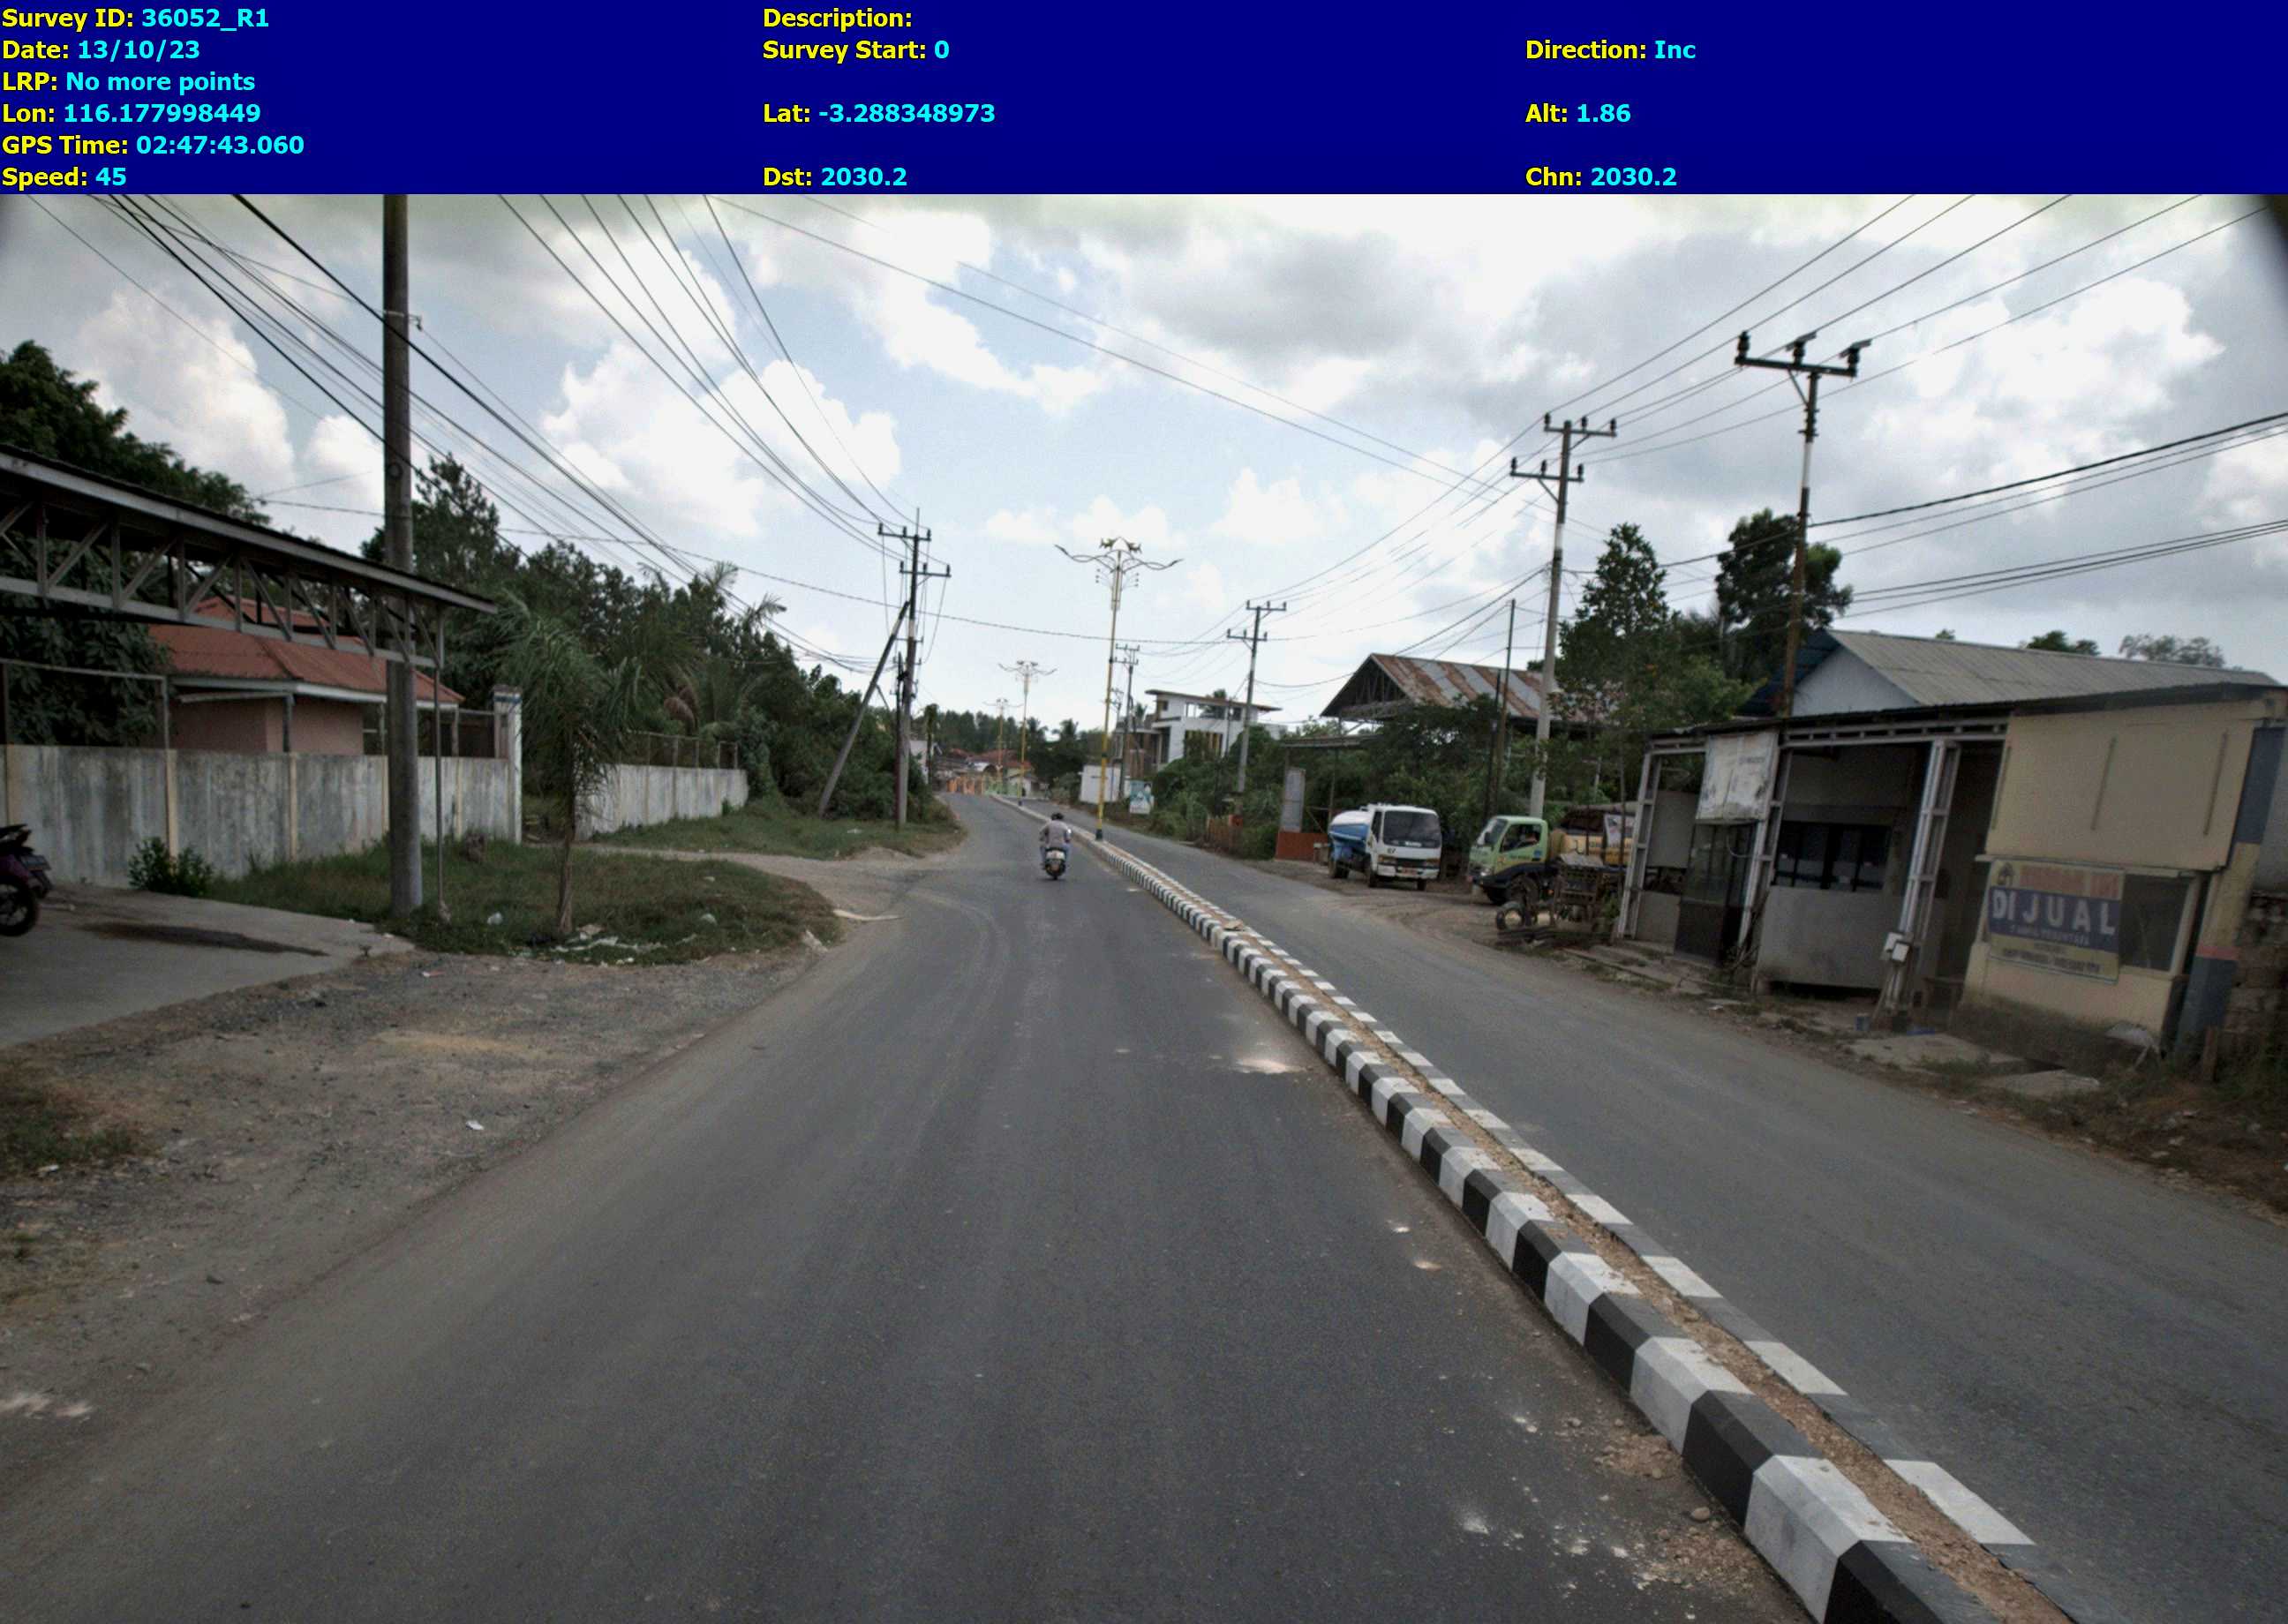 Survey ID: 36052_R1
Description:
Date: 13/10/23
Survey Start: 0
Direction: Inc
LRP: No more points
Lon: 116.177998449
Lat: -3.288348973
Alt: 1.86
GPS Time: 02:47:43.060
Speed: 45
Dst: 2030.2
Chn: 2030.2
DI JUAL